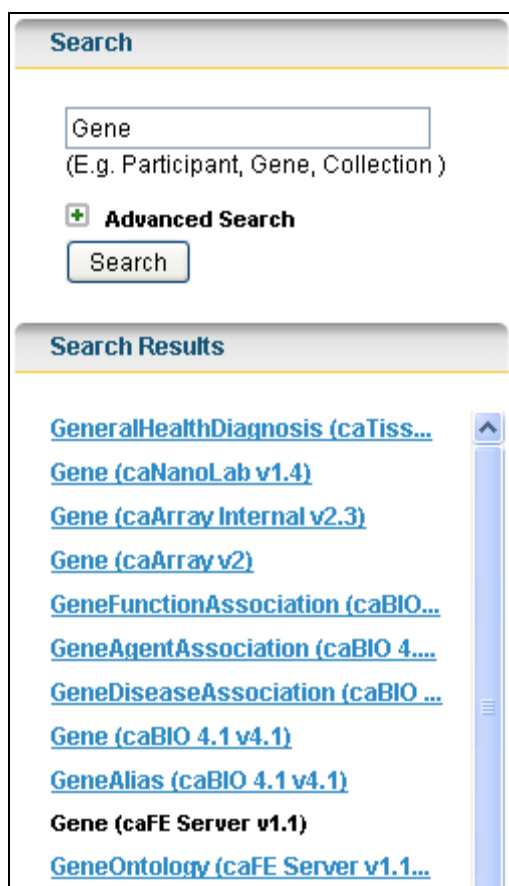 Search
Gene
(E.g. Participant, Gene, Collection )
Advanced Search
Search
Search Results
GeneralHealthDiagnosis (caTiss...
Gene (caNanoLab v1.4)
Gene (caArray Internal v2.3)
Gene (caArray v2)
GeneFunctionAssociation (caBIO...
GeneAgentAssociation (caBIO 4....
GeneDiseaseAssociation (caBIO ...
Gene (caBIO 4.1 v4.1)
GeneAlias (caBIO 4.1 v4.1)
Gene (caFE Server v1.1)
GeneOntology (caFE Server v1.1...